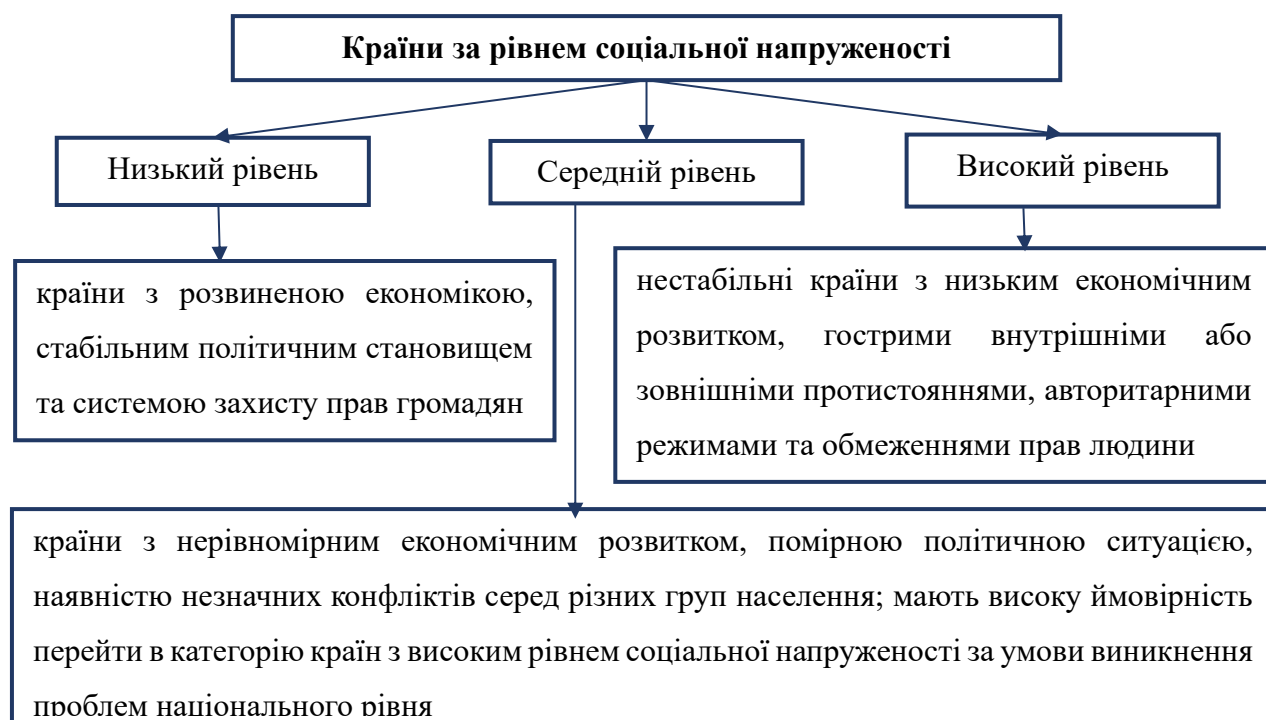 Країни за рівнем соціальної напруженості
Низький рівень
Середній рівень
Високий рівень
країни з розвиненою економікою,
стабільним політичним становищем
та системою захисту прав громадян
нестабільні країни з низьким економічним
розвитком, гострими внутрішніми або
зовнішніми протистояннями, авторитарними
режимами та обмеженнями прав людини
країни з нерівномірним економічним розвитком, помірною політичною ситуацією,
наявністю незначних конфліктів серед різних груп населення; мають високу ймовірність
перейти в категорію країн з високим рівнем соціальної напруженості за умови виникнення
проблем національного рівня